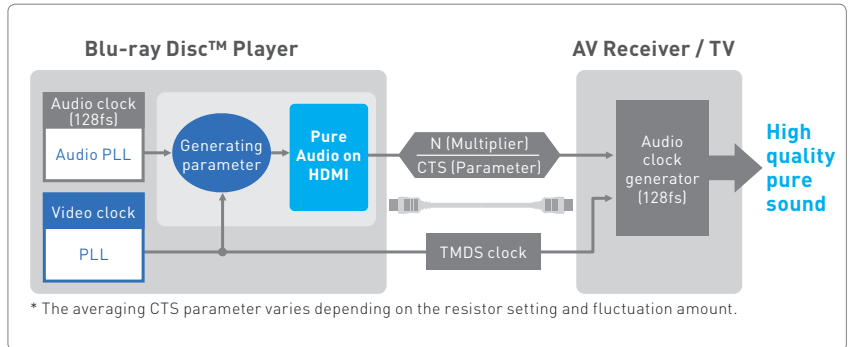 Blu-ray Disc™ Player
AV Receiver / TV
Audio clock
(128fs)
Audio PLL
Generating
parameter
Pure
Audio on
HDMI
N (Multiplier)
CTS (Parameter)
Audio
clock
generator
(128fs)
High
quality
pure
sound
Video clock
PLL
TMDS clock
* The averaging CTS parameter varies depending on the resistor setting and fluctuation amount.